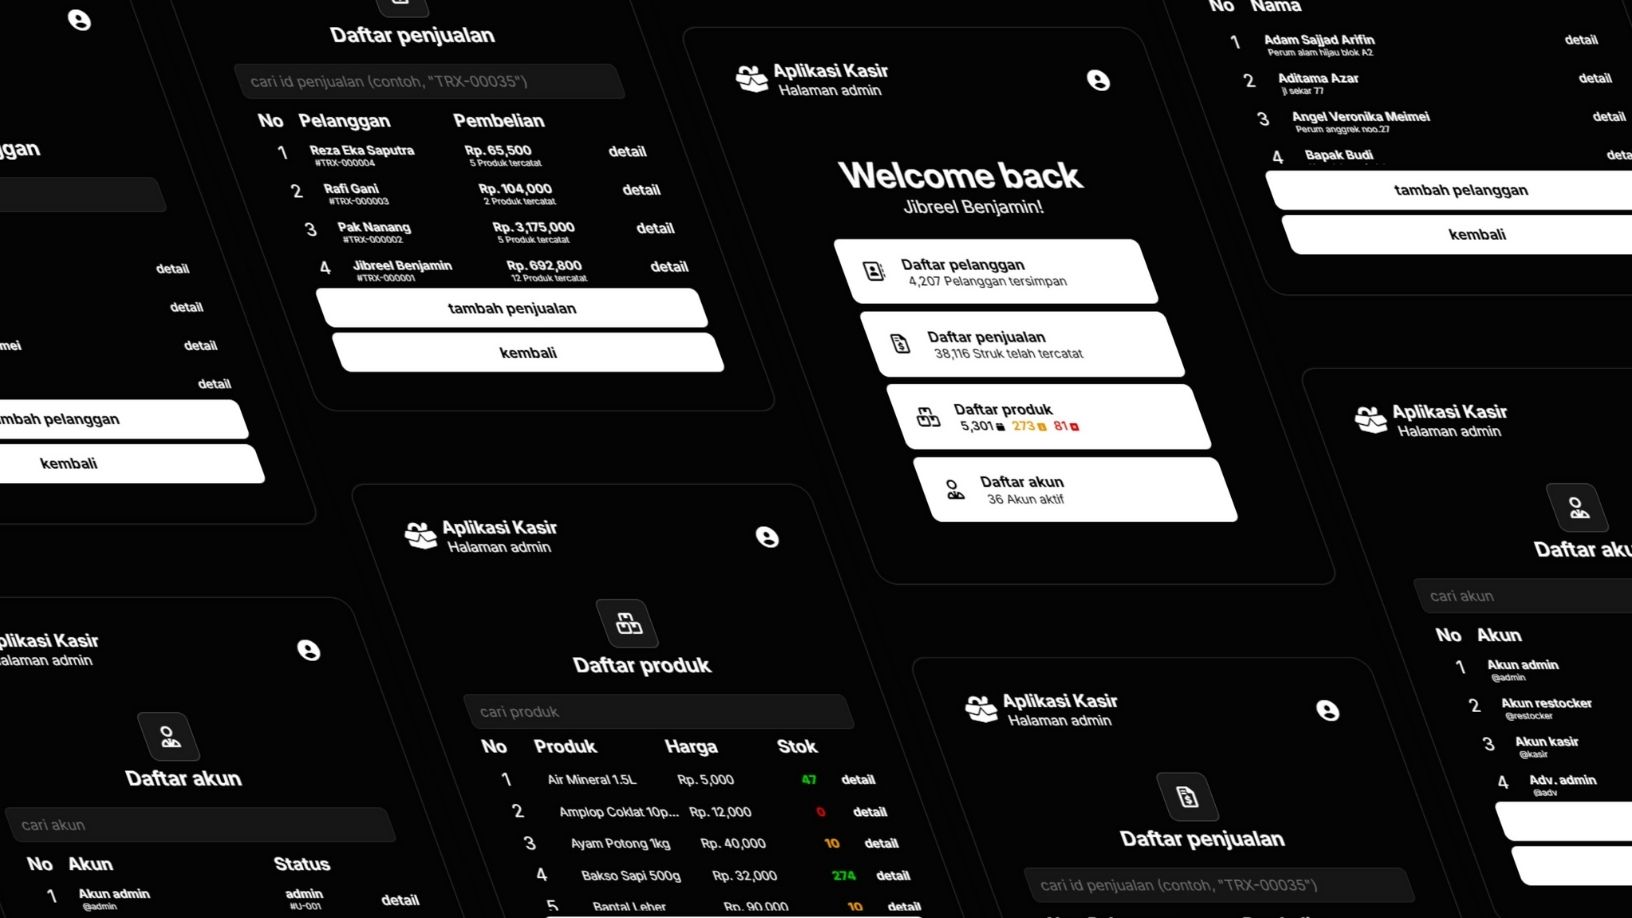 ggan
detail
detail
mei
detail
detail
mbah pelanggan
kembali
Daftar penjualan
cari id penjualan (contoh, "TRX-00035")
No Pelanggan Pembelian
1 Reza Eka Saputra Rp. 65,500 detail
#TRX-000004 5 Produk tercatat
2 Rafi Gani Rp. 104,000 detail
#TRX-000003 2 Produk tercatat
3 Pak Nanang Rp. 3,175,000 detail
#TRX-000002 5 Produk tercatat
4 Jibreel Benjamin Rp. 692,800 detail
#TRX-000001 12 Produk tercatat
tambah penjualan
kembali
Aplikasi Kasir
Halaman admin
Welcome back
Jibreel Benjamin!
Daftar pelanggan
4,207 Pelanggan tersimpan
Daftar penjualan
38,116 Struk telah tercatat
Daftar produk
5,301 273 81
Daftar akun
36 Akun aktif
No Nama
1 Adam Sajjad Arifin detail
Perum alam hijau blok A2
2 Aditama Azar detail
jl sekar 77
3 Angel Veronika Meimei detail
Perum anggrek noo.27
4 Bapak Budi deta
tambah pelanggan
kembali
plikasi Kasir
alaman admin
Daftar akun
cari akun
No Akun Status
1 Akun admin admin detail
@admin #U-001
Aplikasi Kasir
Halaman admin
Daftar produk
cari produk
No Produk Harga Stok
1 Air Mineral 1.5L Rp. 5,000 47 detail
2 Amplop Coklat 10p... Rp. 12,000 0 detail
3 Ayam Potong 1kg Rp. 40,000 10 detail
4 Bakso Sapi 500g Rp. 32,000 274 detail
5 Bantal Leher Rp. 90,000 10 detail
Aplikasi Kasir
Halaman admin
Daftar penjualan
cari id penjualan (contoh, "TRX-00035")
Aplikasi Kasir
Halaman admin
Daftar aku
cari akun
No Akun
1 Akun admin
@admin
2 Akun restocker
@restocker
3 Akun kasir
@kasir
4 Adv. admin
@adv